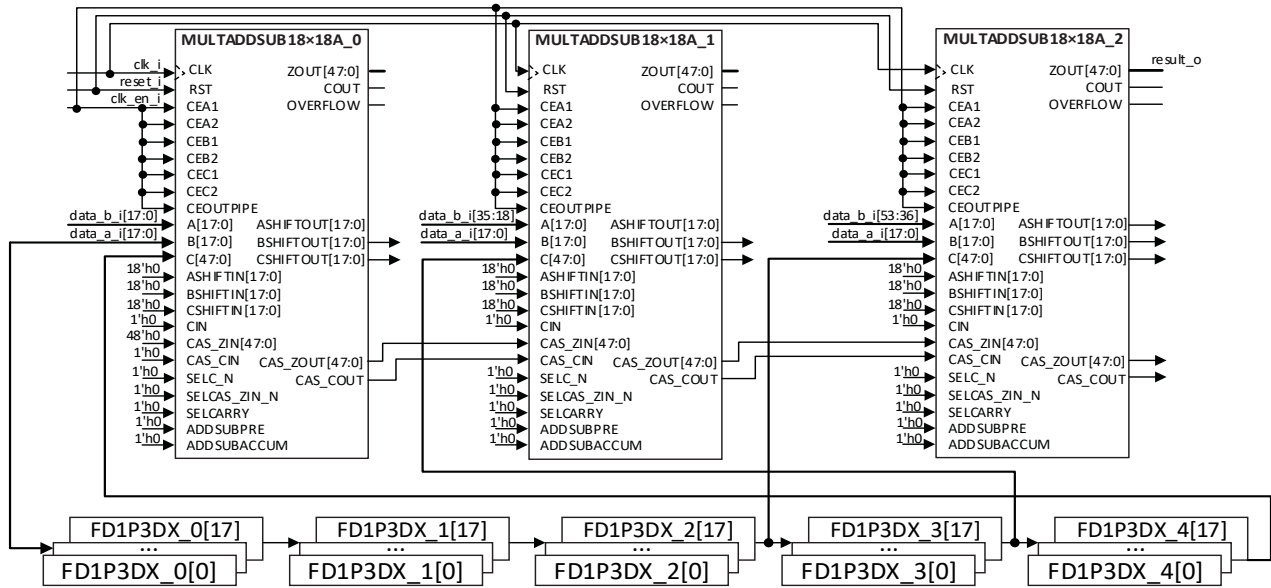 MULTADDSUB18×18A_0
clk_i
reset_i
clk_en_i
data_b_i[17:0]
data_a_i[17:0]
18'h0
18'h0
18'h0
1'h0
48'h0
1'h0
1'h0
1'h0
1'h0
1'h0
1'h0
CLK
RST
CEA1
CEA2
CEB1
CEB2
CEC1
CEC2
CEOUTPIPE
A[17:0]
B[17:0]
C[47:0]
ASHIFTIN[17:0]
BSHIFTIN[17:0]
CSHIFTIN[17:0]
CIN
CAS_ZIN[47:0]
CAS_CIN
SELC_N
SELCAS_ZIN_N
SELCARRY
ADDSUBPRE
ADDSUBACCUM
ZOUT[47:0]
COUT
OVERFLOW
ASHIFTOUT[17:0]
BSHIFTOUT[17:0]
CSHIFTOUT[17:0]
CAS_ZOUT[47:0]
CAS_COUT
MULTADDSUB18×18A_1
data_b_i[35:18]
data_a_i[17:0]
18'h0
18'h0
18'h0
1'h0
1'h0
1'h0
1'h0
1'h0
1'h0
CLK
RST
CEA1
CEA2
CEB1
CEB2
CEC1
CEC2
CEOUTPIPE
A[17:0]
B[17:0]
C[47:0]
ASHIFTIN[17:0]
BSHIFTIN[17:0]
CSHIFTIN[17:0]
CIN
CAS_ZIN[47:0]
CAS_CIN
SELC_N
SELCAS_ZIN_N
SELCARRY
ADDSUBPRE
ADDSUBACCUM
ZOUT[47:0]
COUT
OVERFLOW
ASHIFTOUT[17:0]
BSHIFTOUT[17:0]
CSHIFTOUT[17:0]
CAS_ZOUT[47:0]
CAS_COUT
MULTADDSUB18×18A_2
data_b_i[53:36]
data_a_i[17:0]
18'h0
18'h0
18'h0
1'h0
1'h0
1'h0
1'h0
1'h0
1'h0
CLK
RST
CEA1
CEA2
CEB1
CEB2
CEC1
CEC2
CEOUTPIPE
A[17:0]
B[17:0]
C[47:0]
ASHIFTIN[17:0]
BSHIFTIN[17:0]
CSHIFTIN[17:0]
CIN
CAS_ZIN[47:0]
CAS_CIN
SELC_N
SELCAS_ZIN_N
SELCARRY
ADDSUBPRE
ADDSUBACCUM
ZOUT[47:0]
COUT
OVERFLOW
ASHIFTOUT[17:0]
BSHIFTOUT[17:0]
CSHIFTOUT[17:0]
CAS_ZOUT[47:0]
CAS_COUT
result_o
FD1P3DX_0[17]
...
FD1P3DX_0[0]
FD1P3DX_1[17]
...
FD1P3DX_1[0]
FD1P3DX_2[17]
...
FD1P3DX_2[0]
FD1P3DX_3[17]
...
FD1P3DX_3[0]
FD1P3DX_4[17]
...
FD1P3DX_4[0]